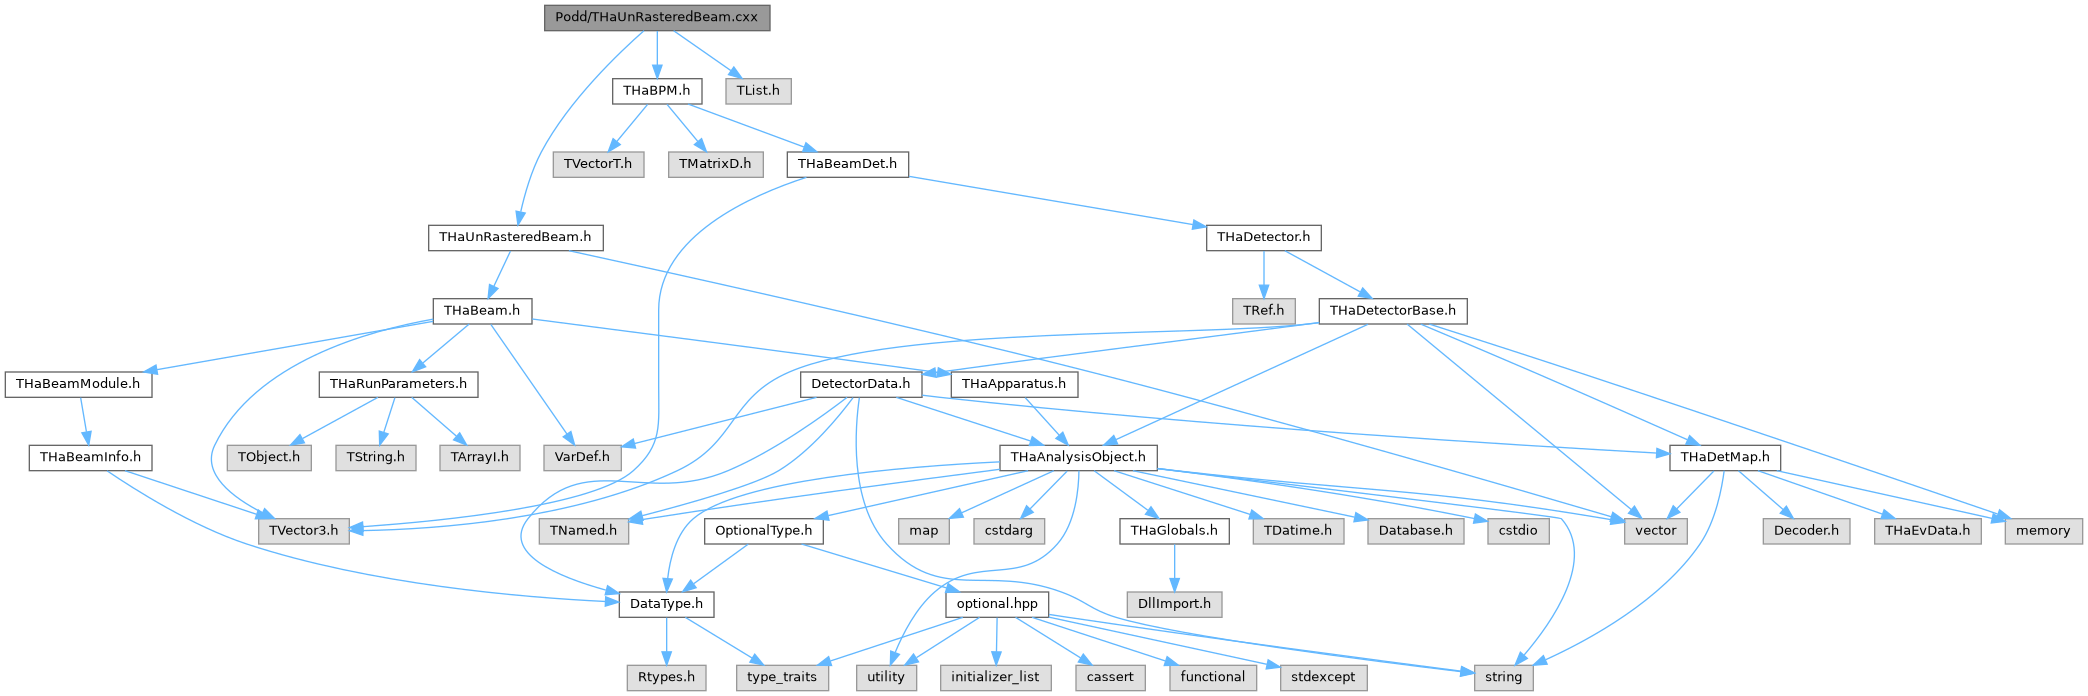 Podd/THaUnRasteredBeam.cxx
THaBPM.h
TList.h
TVectorT.h
TMatrixD.h
THaBeamDet.h
THaUnRasteredBeam.h
THaDetector.h
THaBeam.h
TRef.h
THaDetectorBase.h
THaBeamModule.h
THaRunParameters.h
DetectorData.h
THaApparatus.h
THaBeamInfo.h
TObject.h
TString.h
TArrayI.h
VarDef.h
THaAnalysisObject.h
THaDetMap.h
TVector3.h
TNamed.h
OptionalType.h
map
cstdarg
THaGlobals.h
TDatime.h
Database.h
cstdio
vector
Decoder.h
THaEvData.h
memory
DataType.h
optional.hpp
DllImport.h
Rtypes.h
type_traits
utility
initializer_list
cassert
functional
stdexcept
string